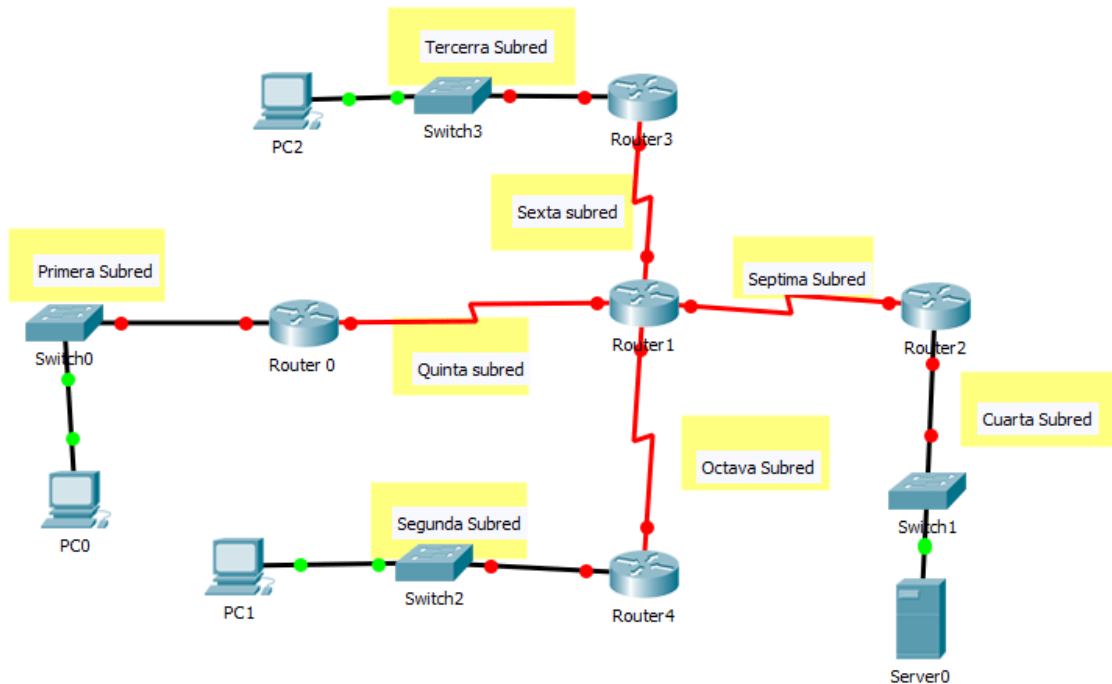 Tercerra Subred
Switch3
PC2
Router3
Sexta subred
Primera Subred
Septima Subred
Switch0
Router 0
Router1
Router2
Quinta subred
Cuarta Subred
Octava Subred
Switch1
PC0
Segunda Subred
PC1
Switch2
Router4
Server0